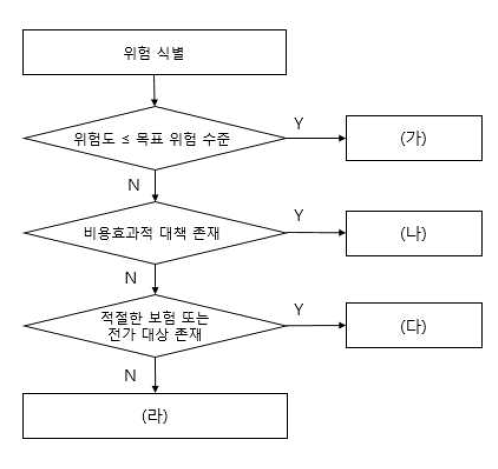 위험 식별
위험도 ≤ 목표 위험 수준
Y
(가)
N
비용효과적 대책 존재
Y
(나)
N
적절한 보험 또는
전가 대상 존재
Y
(다)
N
(라)